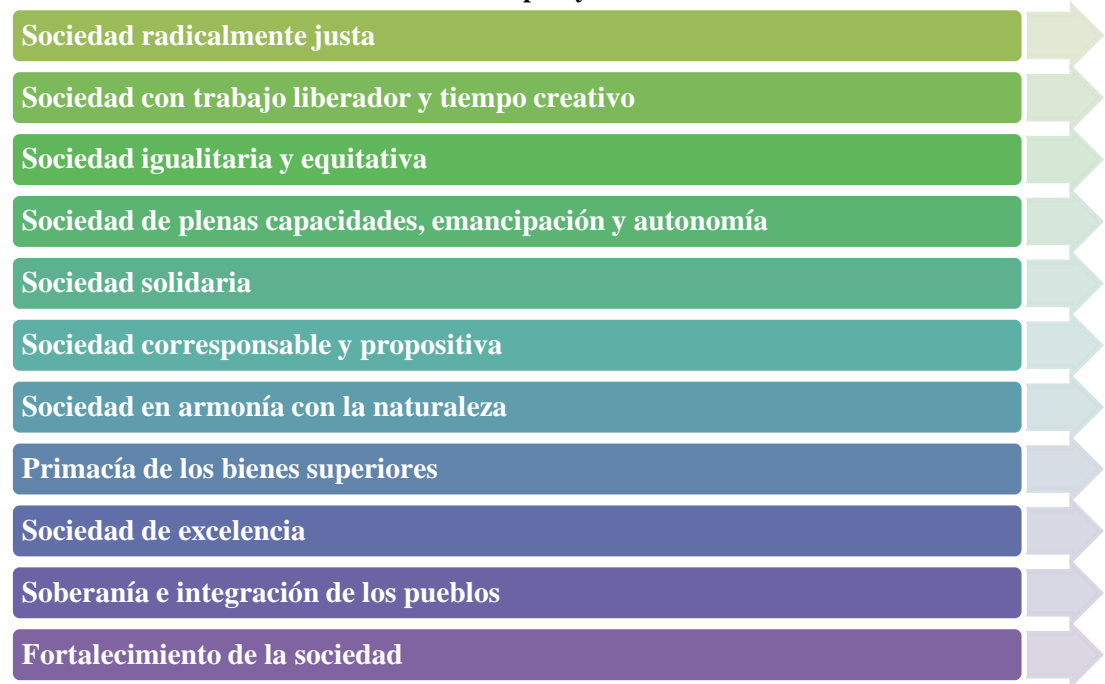 Sociedad radicalmente justa
Sociedad con trabajo liberador y tiempo creativo
Sociedad igualitaria y equitativa
Sociedad de plenas capacidades, emancipación y autonomía
Sociedad solidaria
Sociedad corresponsable y propositiva
Sociedad en armonía con la naturaleza
Primacía de los bienes superiores
Sociedad de excelencia
Soberanía e integración de los pueblos
Fortalecimiento de la sociedad